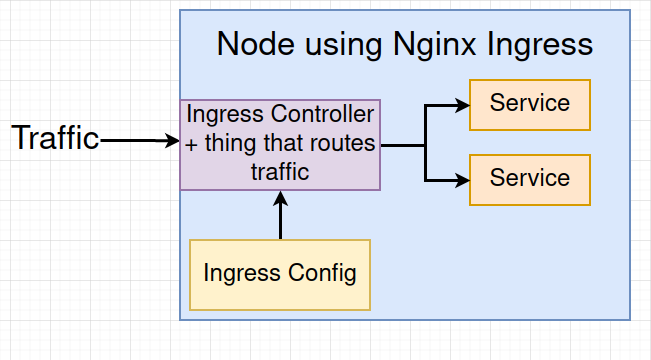 Node using Nginx Ingress
Ingress Controller
+ thing that routes
traffic
Traffic
Service
Service
Ingress Config